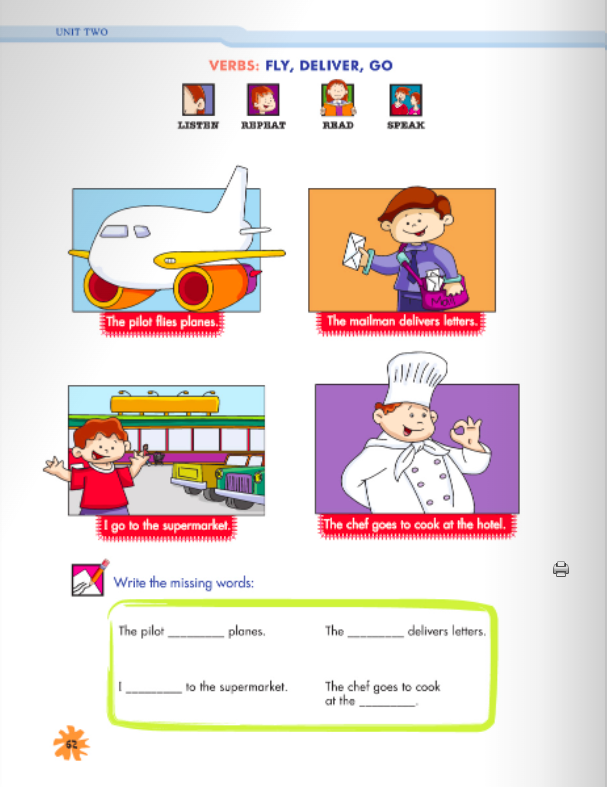 UNIT TWO
VERBS: FLY, DELIVER, GO
LISTEN REPEAT READ SPEAK
The pilot flies planes.
Mail
The mailman delivers letters.
I go to the supermarket.
The chef goes to cook at the hotel.
Write the missing words:
The pilot ________ planes.
The ________ delivers letters.
I ________ to the supermarket.
The chef goes to cook
at the ________.
52